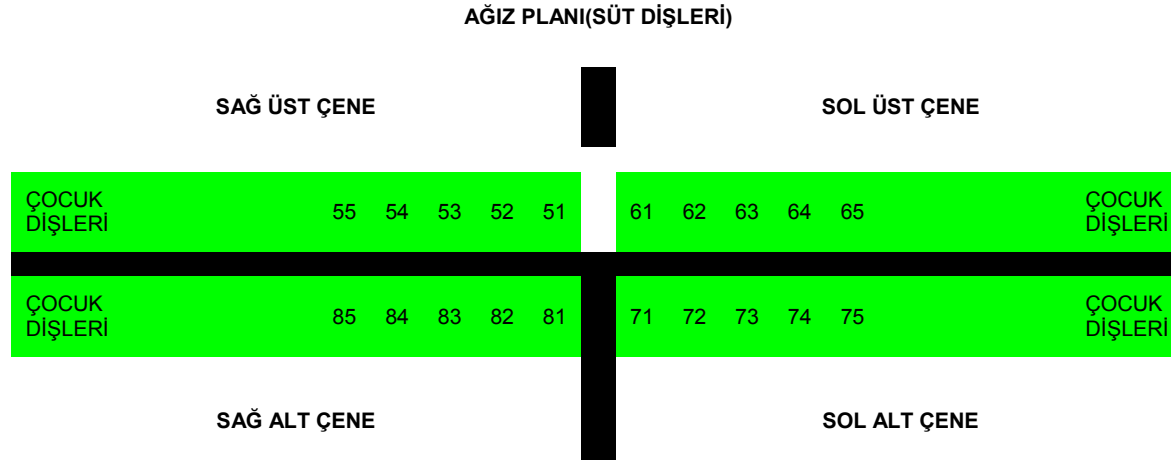 AĞIZ PLANI(SÜT DİŞLERİ)
SAĞ ÜST ÇENE SOL ÜST ÇENE
ÇOCUK
DİŞLERİ
55 54 53 52 51 61 62 63 64 65
ÇOCUK
DİŞLERİ
ÇOCUK
DİŞLERİ
85 84 83 82 81 71 72 73 74 75
ÇOCUK
DİŞLERİ
SAĞ ALT ÇENE SOL ALT ÇENE